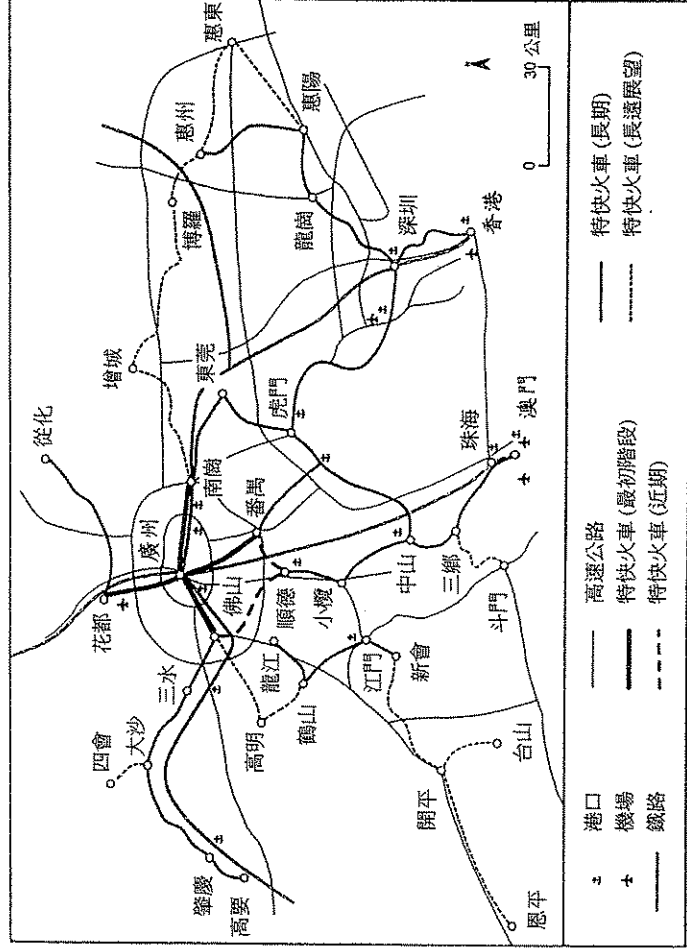 從化
花都
增城
博羅
惠州
惠東
廣州
四會
三水
大沙
南崗
東莞
惠陽
龍崗
佛山
番禺
虎門
肇慶
高要
高明
龍江
順德
小欖
深圳
鶴山
香港
江門
中山
新會
三鄉
珠海
澳門
開平
斗門
台山
恩平
0 30 公里
港口
機場
鐵路
高速公路
特快火車 (最初階段)
特快火車 (近期)
特快火車 (長期)
特快火車 (長遠展望)